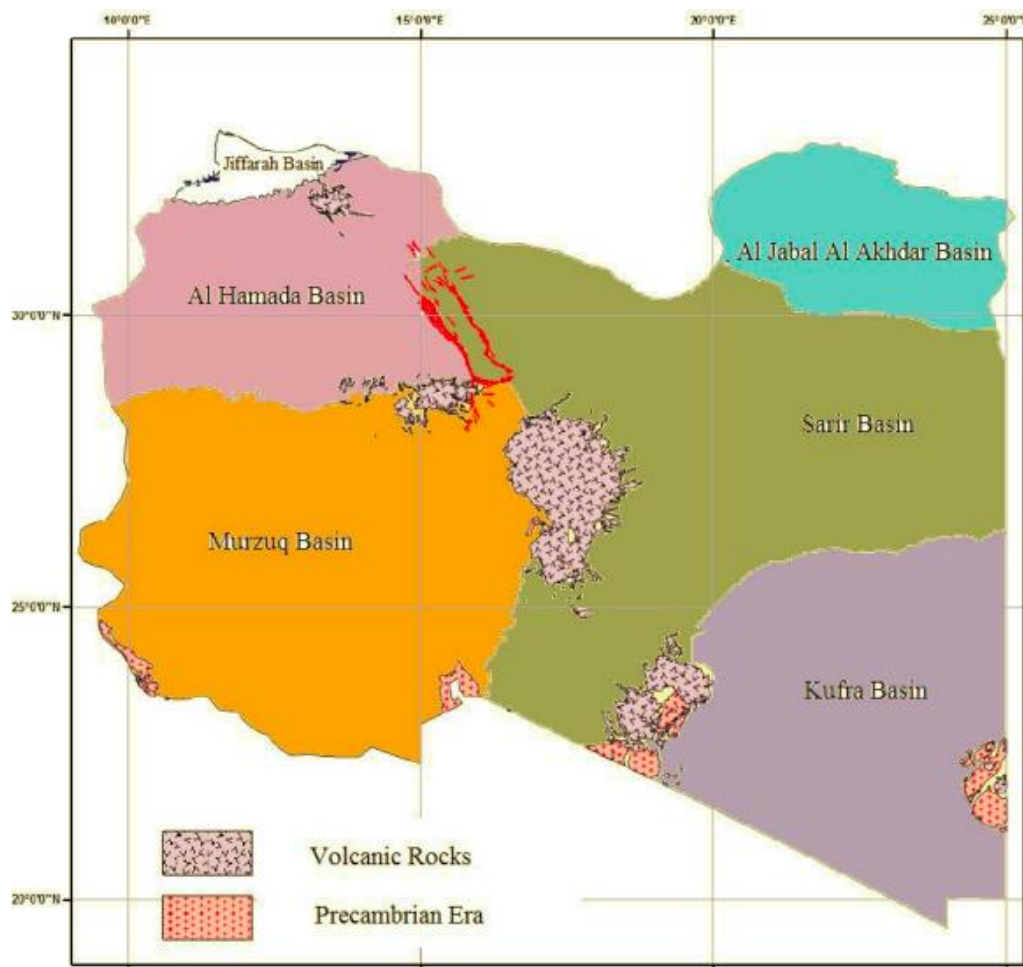 10°0'0"E
15°0'0"E
20°0'0"E
25°0'0"E
Jiffarah Basin
Al Jabal Al Akhdar Basin
Al Hamada Basin
30°0'0"N
Sarir Basin
Murzuq Basin
25°0'0"N
Kufra Basin
Volcanic Rocks
Precambrian Era
20°0'0"N